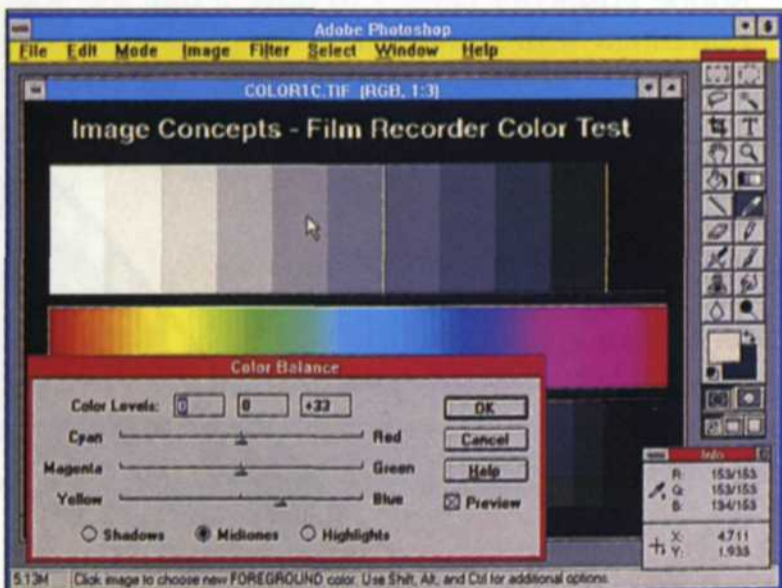 Adobe Photoshop
File Edit Mode Image Filter Select Window Help
COLOR1C.TIF (RGB, 1:3)
Image Concepts - Film Recorder Color Test
Color Balance
Color Levels: 0 0 +33
Cyan Red
Magenta Green
Yellow Blue
Shadows Midtones Highlights
OK
Cancel
Help
Preview
Info
R: 153/153
G: 153/153
B: 134/153
X: 4.711
Y: 1.933
5.13M Click image to choose new FOREGROUND color. Use Shift, Alt, and Ctrl for additional options.